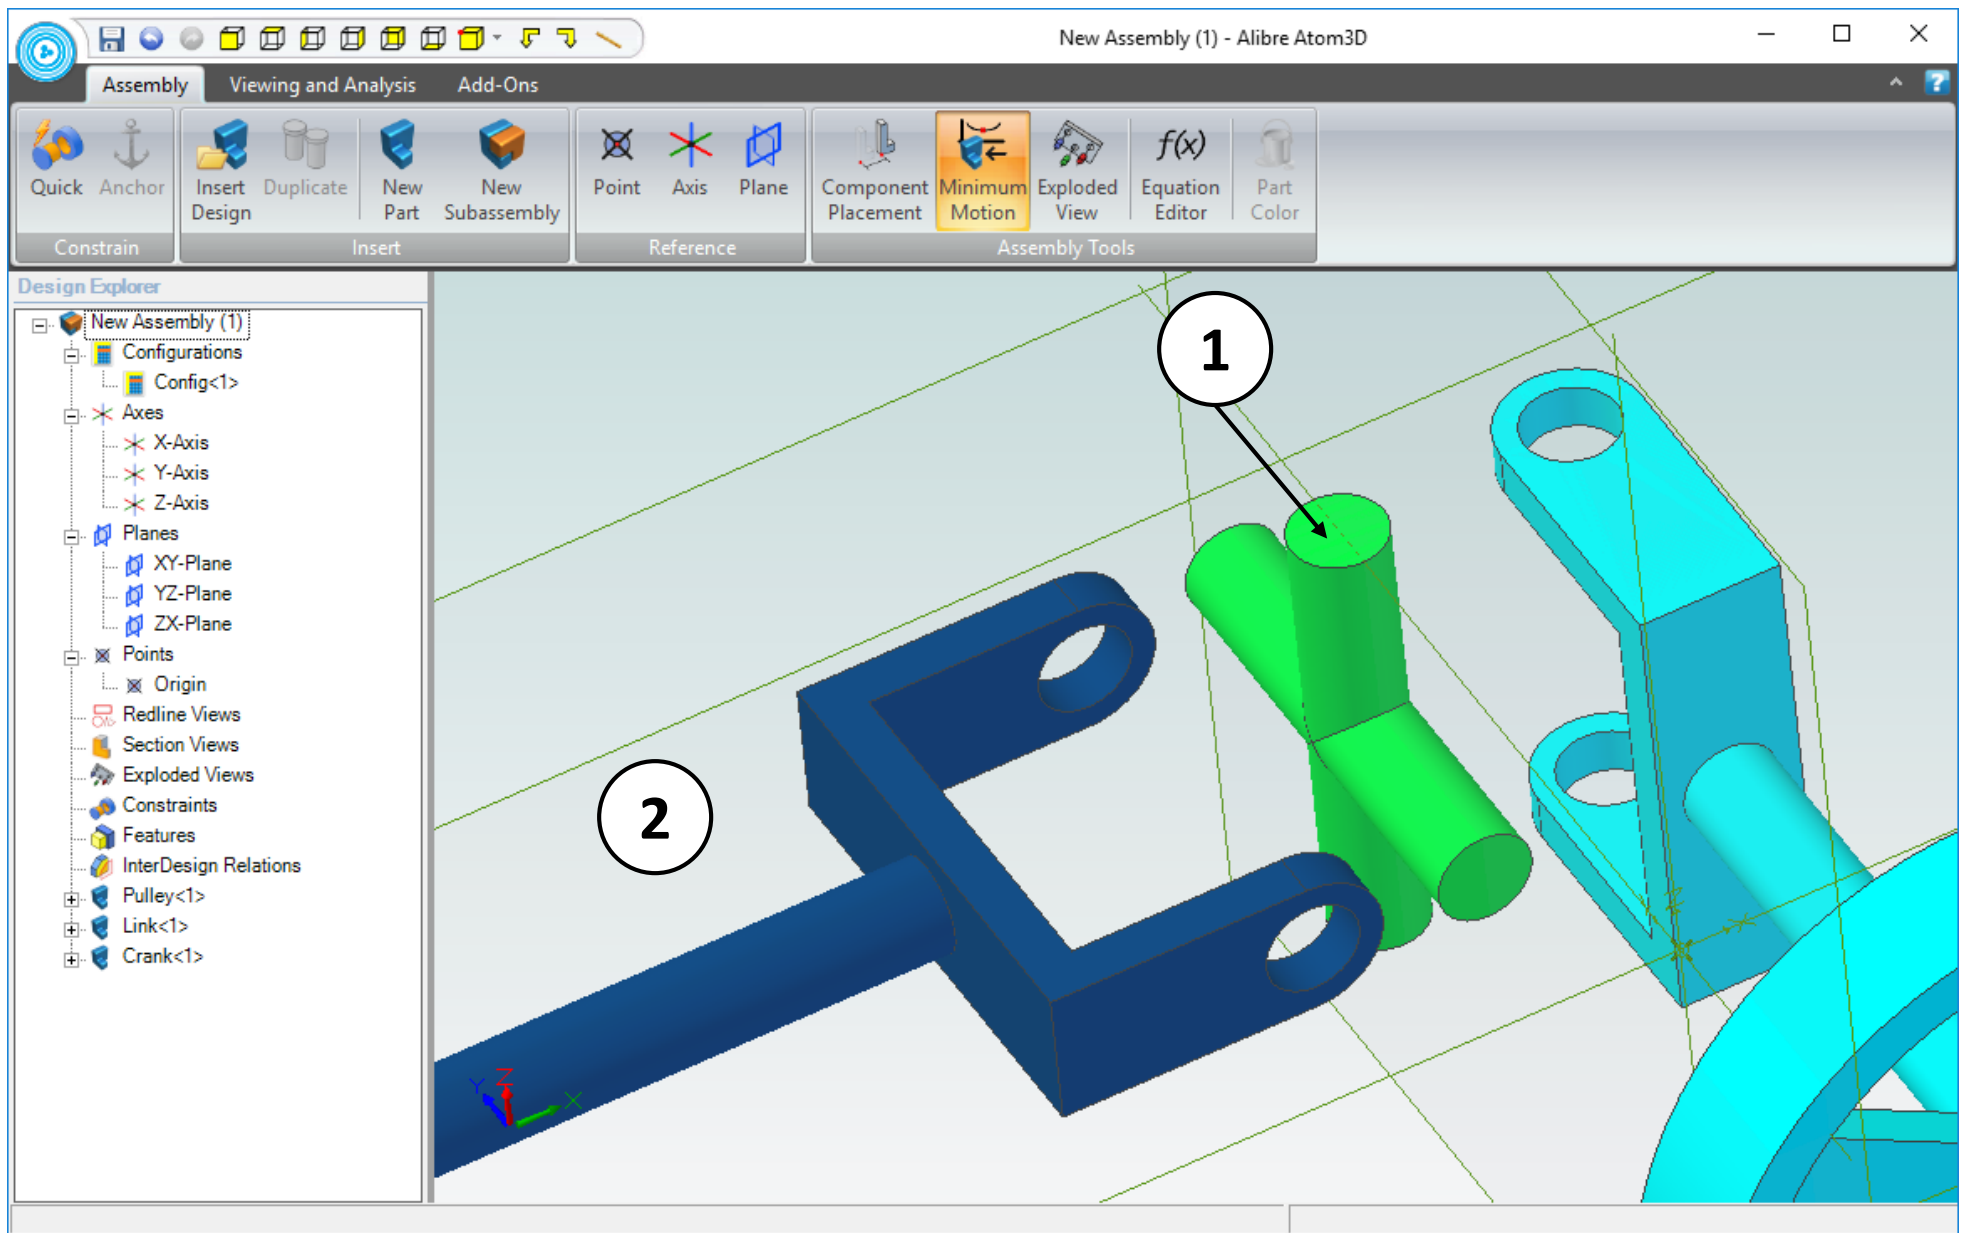 New Assembly (1) - Alibre Atom3D
Assembly Viewing and Analysis Add-Ons
Quick Anchor Insert Design Duplicate New Part New Subassembly Point Axis Plane Component Placement Minimum Motion Exploded View f(x) Equation Editor Part Color
Constrain Insert Reference Assembly Tools
Design Explorer
New Assembly (1)
Configurations
Config<1>
Axes
X-Axis
Y-Axis
Z-Axis
Planes
XY-Plane
YZ-Plane
ZX-Plane
Points
Origin
Redline Views
Section Views
Exploded Views
Constraints
Features
InterDesign Relations
Pulley<1>
Link<1>
Crank<1>
1
2
Y Z X